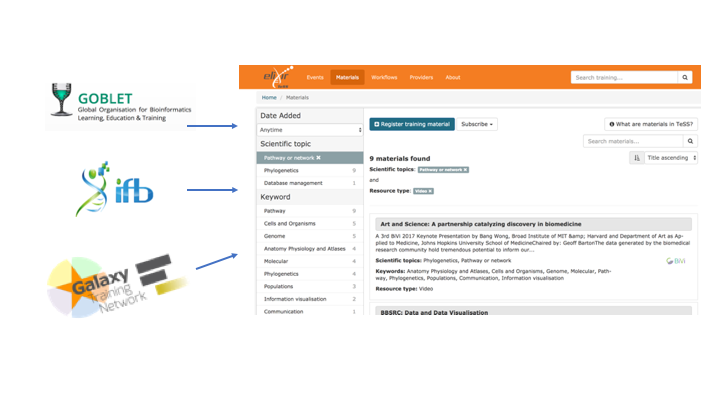 GOBLET
Global Organisation for Bioinformatics
Learning, Education & Training
ifb
Galaxy
Training
Network
elixir
Events Materials Workflows Providers About
Search training...
Home / Materials
Date Added
Anytime
Scientific topic
Pathway or network ✖
Phylogenetics 9
Database management 1
Keyword
Pathway 9
Cells and Organisms 5
Genome 5
Anatomy Physiology and Atlases 4
Molecular 4
Phylogenetics 4
Populations 3
Information visualisation 2
Communication 1
Register training material Subscribe
What are materials in TeSS?
Search materials...
Title ascending
9 materials found
Scientific topics: Pathway or network ✖
and
Resource type: Video ✖
Art and Science: A partnership catalyzing discovery in biomedicine
A 3rd BiVi 2017 Keynote Presentation by Bang Wong, Broad Institute of MIT &amp; Harvard and Department of Art as Ap-
plied to Medicine, Johns Hopkins University School of MedicineChaired by: Geoff BartonThe data generated by the biomedical
research community hold tremendous potential to inform our...
Scientific topics: Phylogenetics, Pathway or network
BiVi
Keywords: Anatomy Physiology and Atlases, Cells and Organisms, Genome, Molecular, Path-
way, Phylogenetics, Populations, Communication, Information visualisation
Resource type: Video
BBSRC: Data and Data Visualisation